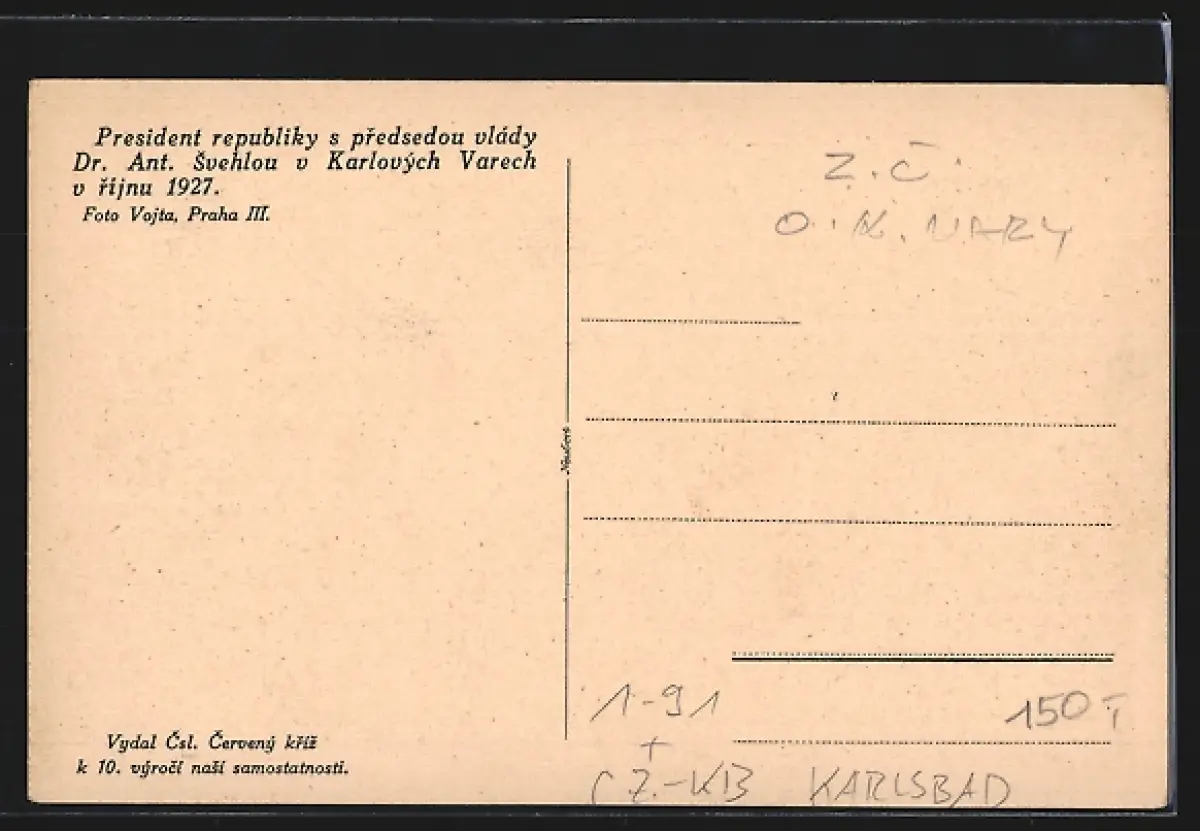 President republiky s předsedou vlády
Dr. Ant. Švehlou v Karlových Varech
v říjnu 1927.
Foto Vojta, Praha III.
Z. Č.
O. K. VARY
Neubert
1-91
150 T
+
CZ.-KB KARLSBAD
Vydal Čsl. Červený kříž
k 10. výročí naší samostatnosti.